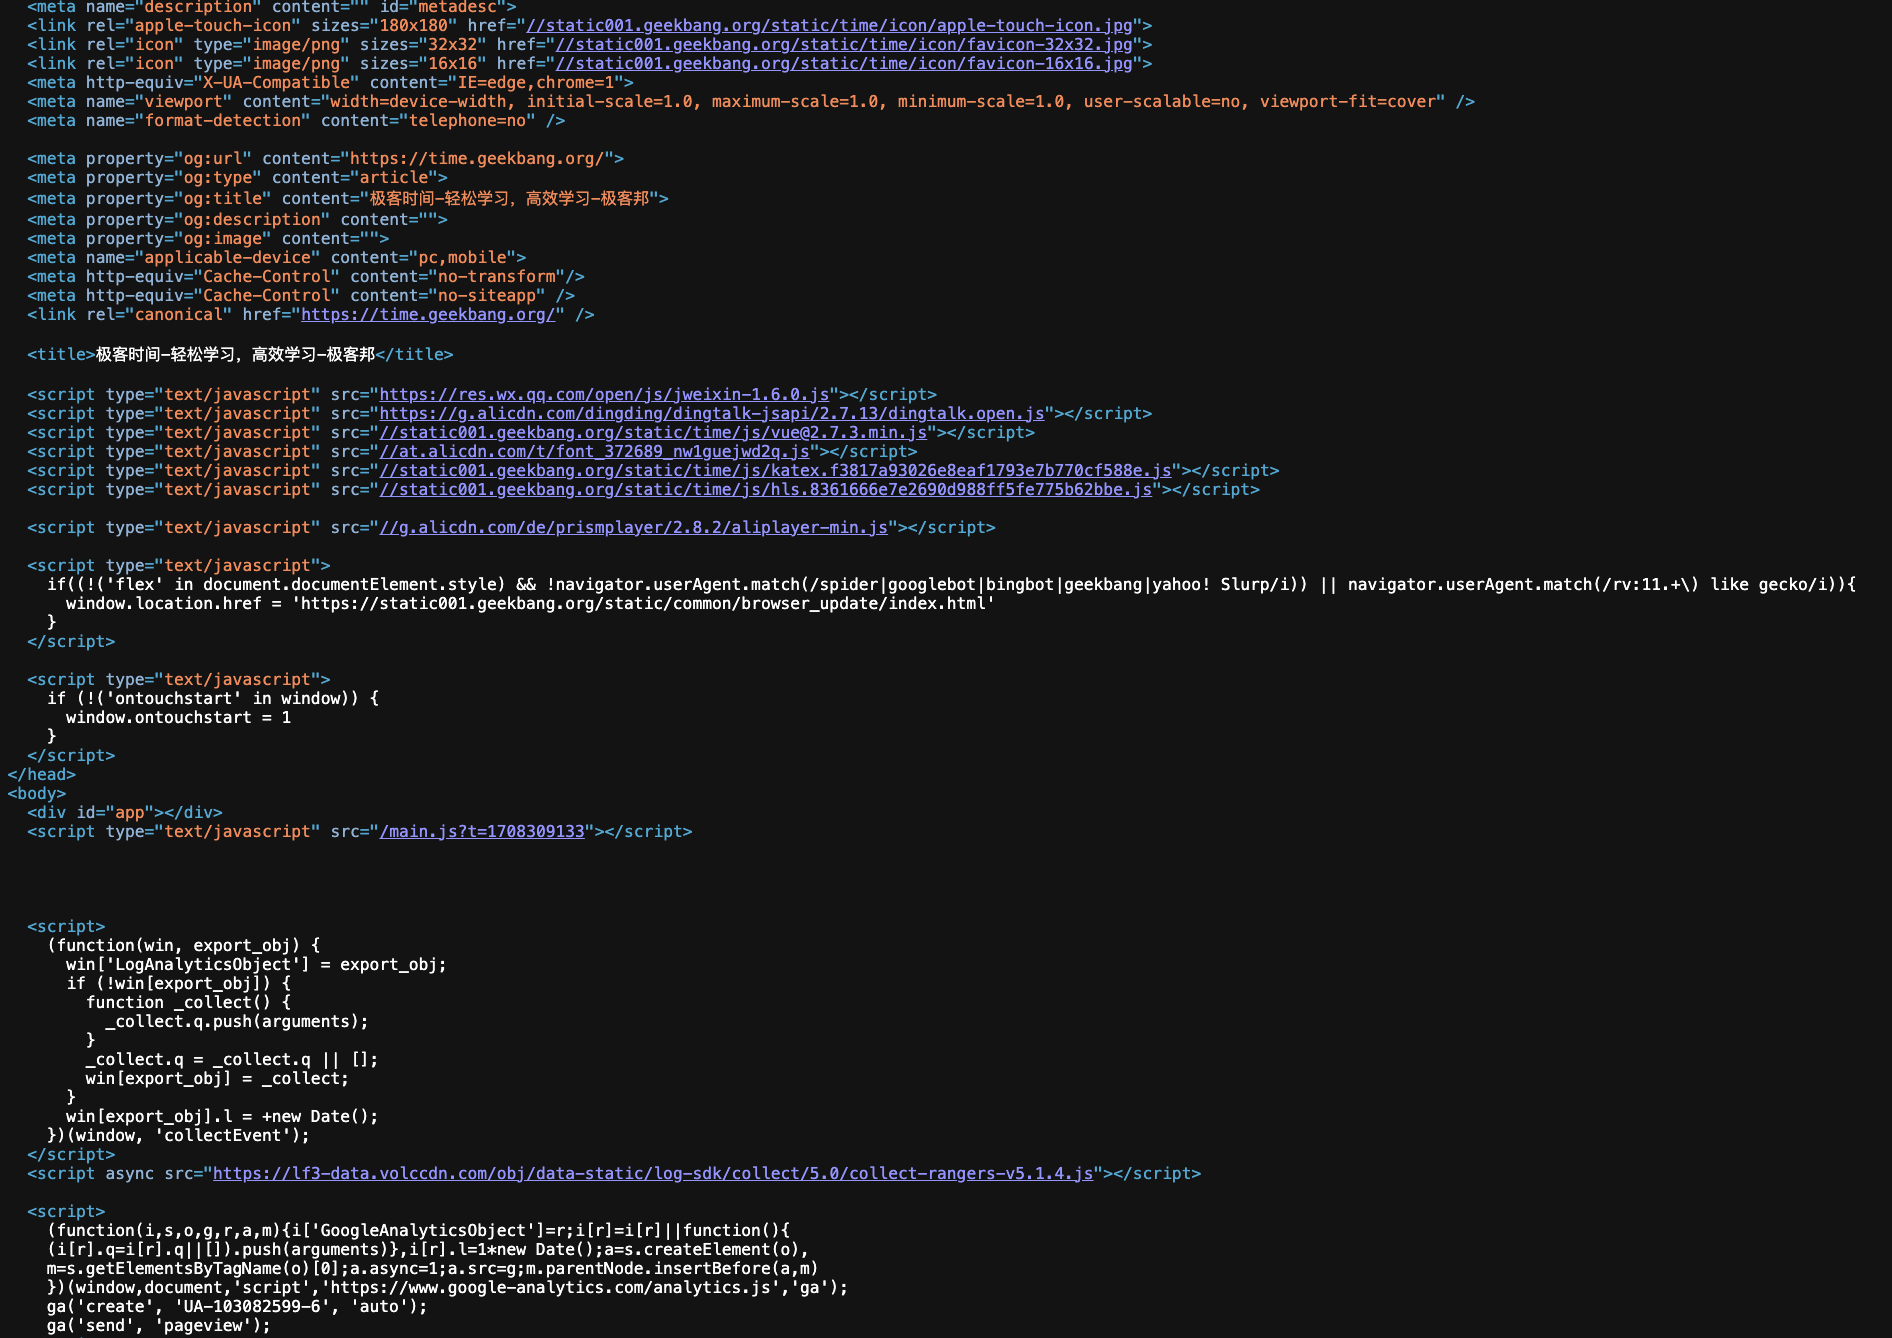 <meta name="description" content="" id="metadesc">
<link rel="apple-touch-icon" sizes="180x180" href="//static001.geekbang.org/static/time/icon/apple-touch-icon.jpg">
<link rel="icon" type="image/png" sizes="32x32" href="//static001.geekbang.org/static/time/icon/favicon-32x32.jpg">
<link rel="icon" type="image/png" sizes="16x16" href="//static001.geekbang.org/static/time/icon/favicon-16x16.jpg">
<meta http-equiv="X-UA-Compatible" content="IE=edge,chrome=1">
<meta name="viewport" content="width=device-width, initial-scale=1.0, maximum-scale=1.0, minimum-scale=1.0, user-scalable=no, viewport-fit=cover" />
<meta name="format-detection" content="telephone=no" />
<meta property="og:url" content="https://time.geekbang.org/">
<meta property="og:type" content="article">
<meta property="og:title" content="极客时间-轻松学习，高效学习-极客邦">
<meta property="og:description" content="">
<meta property="og:image" content="">
<meta name="applicable-device" content="pc,mobile">
<meta http-equiv="Cache-Control" content="no-transform"/>
<meta http-equiv="Cache-Control" content="no-siteapp" />
<link rel="canonical" href="https://time.geekbang.org/" />
<title>极客时间-轻松学习，高效学习-极客邦</title>
<script type="text/javascript" src="https://res.wx.qq.com/open/js/jweixin-1.6.0.js"></script>
<script type="text/javascript" src="https://g.alicdn.com/dingding/dingtalk-jsapi/2.7.13/dingtalk.open.js"></script>
<script type="text/javascript" src="//static001.geekbang.org/static/time/js/vue@2.7.3.min.js"></script>
<script type="text/javascript" src="//at.alicdn.com/t/font_372689_nw1guejwd2q.js"></script>
<script type="text/javascript" src="//static001.geekbang.org/static/time/js/katex.f3817a93026e8eaf1793e7b770cf588e.js"></script>
<script type="text/javascript" src="//static001.geekbang.org/static/time/js/hls.8361666e7e2690d988ff5fe775b62bbe.js"></script>
<script type="text/javascript" src="//g.alicdn.com/de/prismplayer/2.8.2/aliplayer-min.js"></script>
<script type="text/javascript">
if((!('flex' in document.documentElement.style) && !navigator.userAgent.match(/spider|googlebot|bingbot|geekbang|yahoo! Slurp/i)) || navigator.userAgent.match(/rv:11.+\) like gecko/i)){
window.location.href = 'https://static001.geekbang.org/static/common/browser_update/index.html'
}
</script>
<script type="text/javascript">
if (!('ontouchstart' in window)) {
window.ontouchstart = 1
}
</script>
</head>
<body>
<div id="app"></div>
<script type="text/javascript" src="/main.js?t=1708309133"></script>
<script>
(function(win, export_obj) {
win['LogAnalyticsObject'] = export_obj;
if (!win[export_obj]) {
function _collect() {
_collect.q.push(arguments);
}
_collect.q = _collect.q || [];
win[export_obj] = _collect;
}
win[export_obj].l = +new Date();
})(window, 'collectEvent');
</script>
<script async src="https://lf3-data.volccdn.com/obj/data-static/log-sdk/collect/5.0/collect-rangers-v5.1.4.js"></script>
<script>
(function(i,s,o,g,r,a,m){i['GoogleAnalyticsObject']=r;i[r]=i[r]||function(){
(i[r].q=i[r].q||[]).push(arguments)},i[r].l=1*new Date();a=s.createElement(o),
m=s.getElementsByTagName(o)[0];a.async=1;a.src=g;m.parentNode.insertBefore(a,m)
})(window,document,'script','https://www.google-analytics.com/analytics.js','ga');
ga('create', 'UA-103082599-6', 'auto');
ga('send', 'pageview');